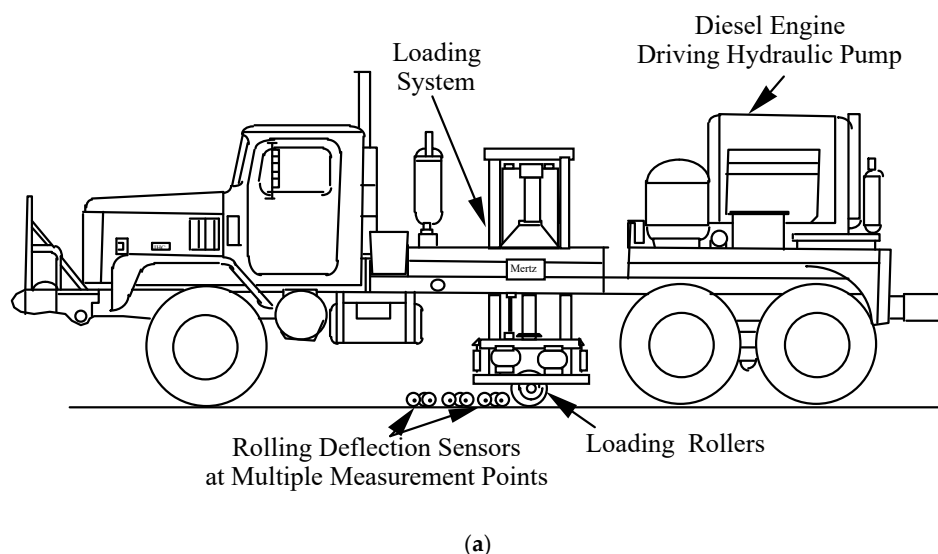 Diesel Engine
Driving Hydraulic Pump
Loading
System
Mertz
Rolling Deflection Sensors
at Multiple Measurement Points
Loading Rollers
(a)